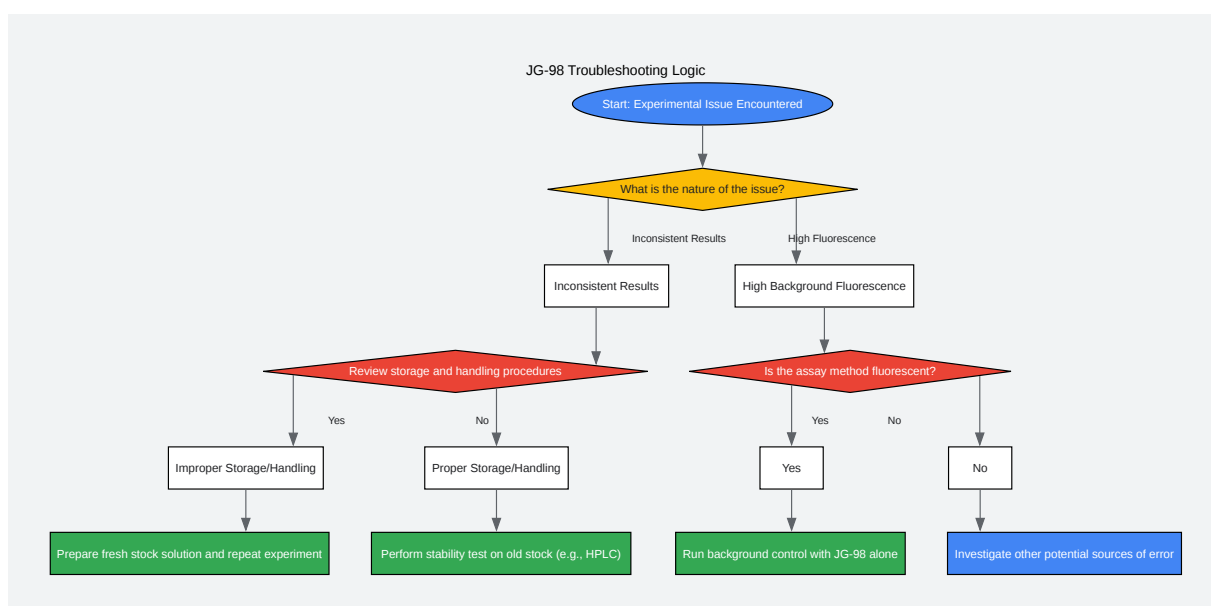 JG-98 Troubleshooting Logic
Start: Experimental Issue Encountered
What is the nature of the issue?
Inconsistent Results
High Fluorescence
Inconsistent Results
High Background Fluorescence
Review storage and handling procedures
Is the assay method fluorescent?
Yes
No
Yes
No
Improper Storage/Handling
Proper Storage/Handling
Yes
No
Prepare fresh stock solution and repeat experiment
Perform stability test on old stock (e.g., HPLC)
Run background control with JG-98 alone
Investigate other potential sources of error